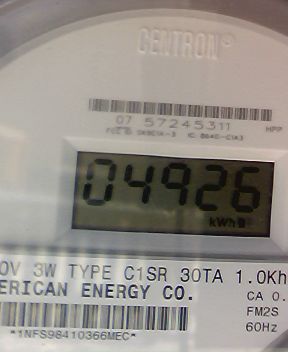 CENTRON®
07 57245311
HPP
04926
kWh
0V 3W TYPE C1SR 30TA 1.0Kh
ERICAN ENERGY CO.
CA 0.
FM2S
60Hz
*1NFS98410366MEC*